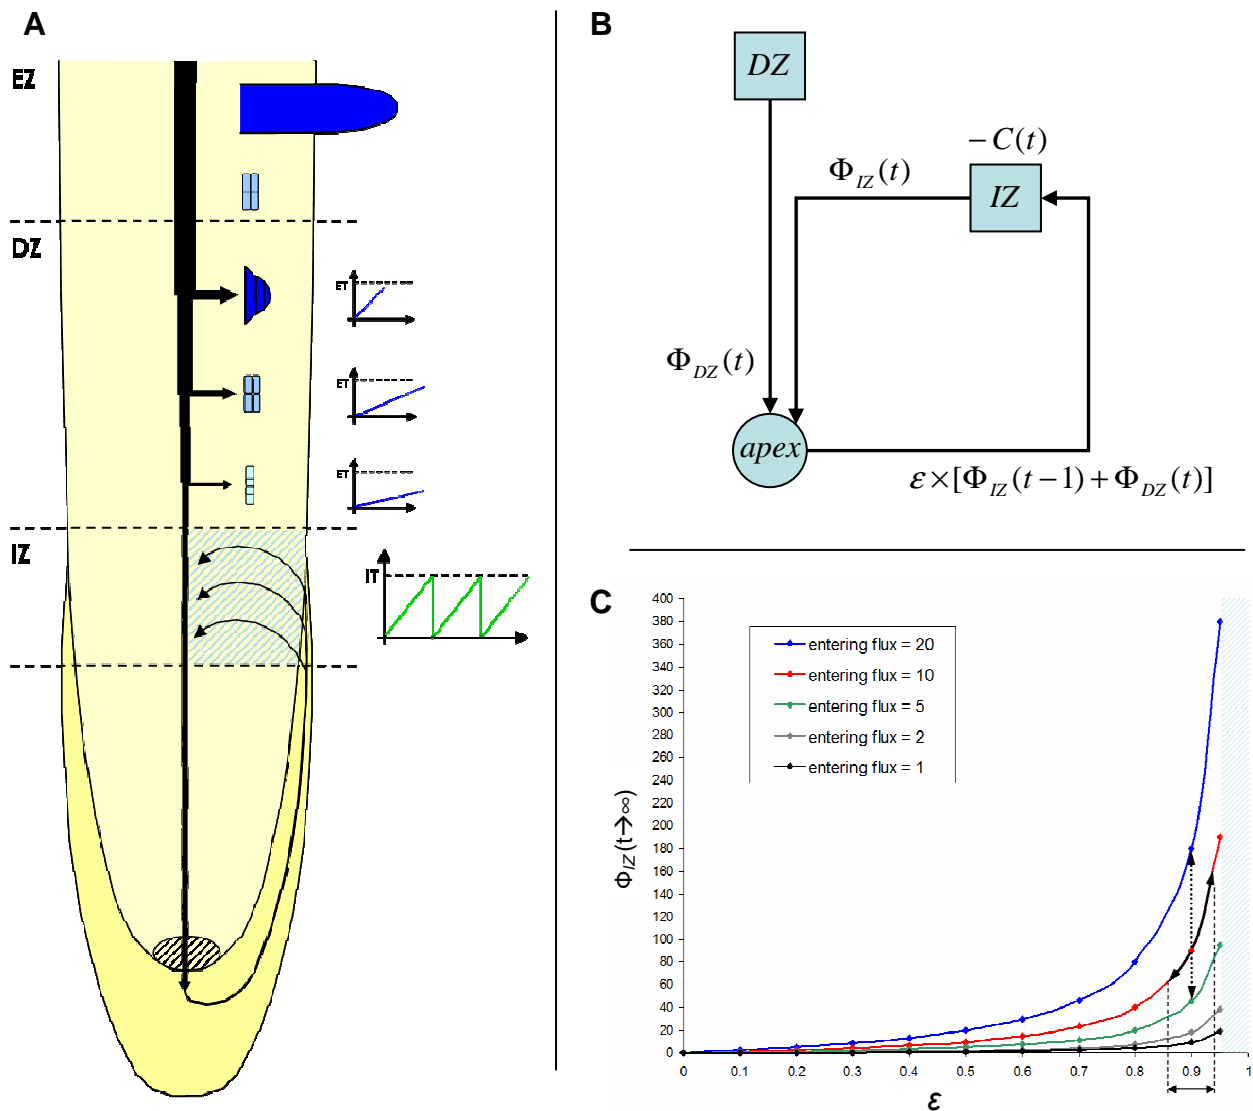 A
EZ
DZ
ET
ET
ET
IZ
IT
B
DZ
− C(t)
Φ_IZ(t)
IZ
Φ_DZ(t)
apex
ε×[Φ_IZ(t−1)+Φ_DZ(t)]
C
400
380
360
340
320
300
280
260
240
220
200
180
160
140
120
100
80
60
40
20
0
Φ_IZ(t→∞)
entering flux = 20
entering flux = 10
entering flux = 5
entering flux = 2
entering flux = 1
0 0.1 0.2 0.3 0.4 0.5 0.6 0.7 0.8 0.9 1
ε